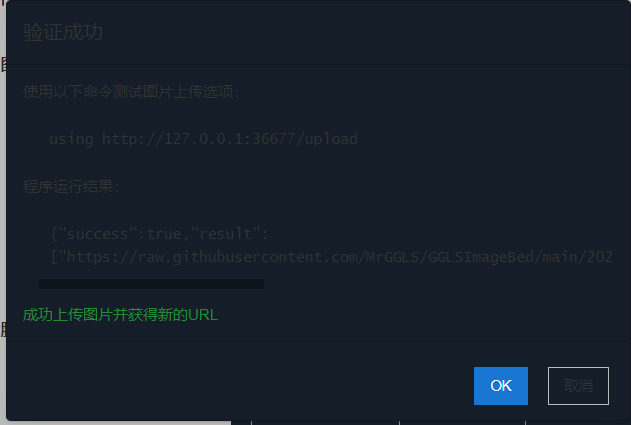 验证成功
使用以下命令测试图片上传选项:
using http://127.0.0.1:36677/upload
程序运行结果:
{"success":true,"result":
["https://raw.githubusercontent.com/MrGGLS/GGLSImageBed/main/202
成功上传图片并获得新的URL
OK
取消